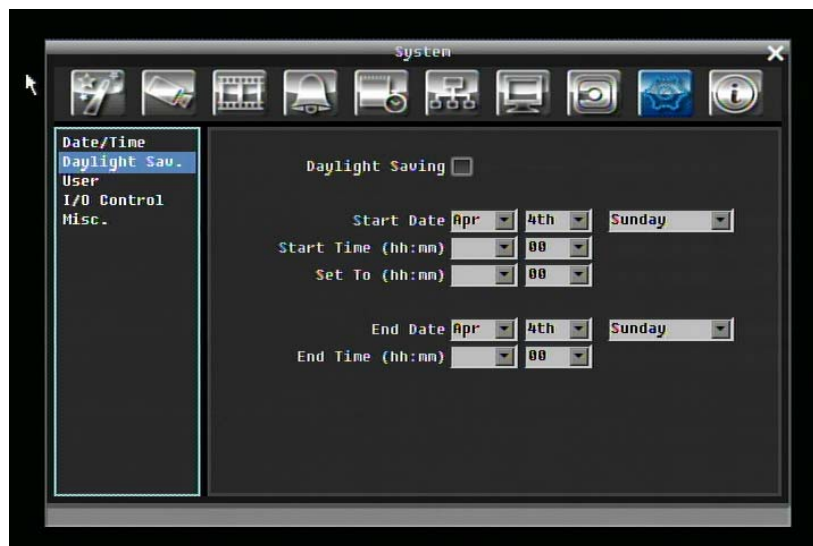 System
Date/Time
Daylight Sav.
User
I/O Control
Misc.
Daylight Saving
Start Date Apr 4th Sunday
Start Time (hh:mm) 00
Set To (hh:mm) 00
End Date Apr 4th Sunday
End Time (hh:mm) 00